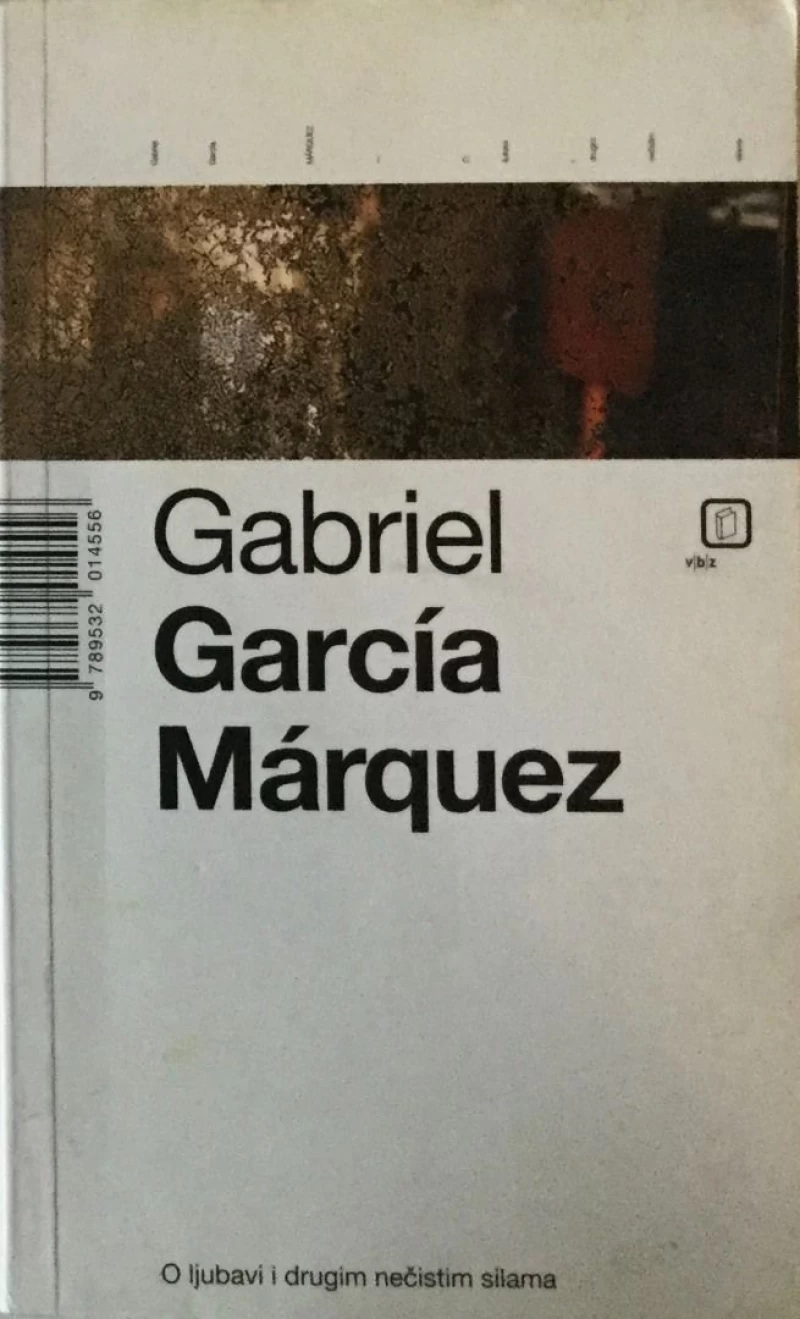 Gabriel
García
Márquez
v|b|z
9 789532 014556
O ljubavi i drugim nečistim silama